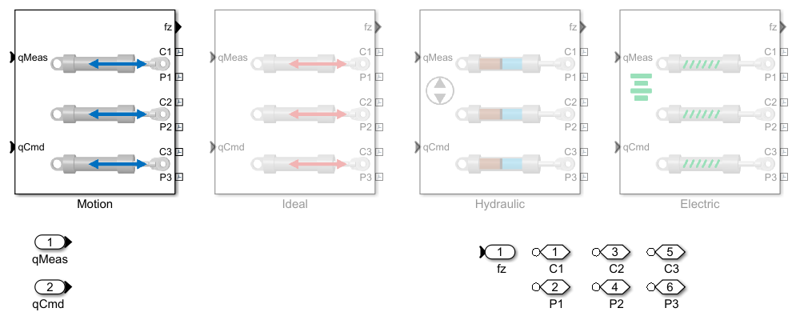 fz fz fz fz
qMeas C1 qMeas C1 qMeas C1 qMeas C1
P1 P1 P1 P1
C2 C2 C2 C2
P2 P2 P2 P2
qCmd C3 qCmd C3 qCmd C3 qCmd C3
P3 P3 P3 P3
Motion Ideal Hydraulic Electric
1 1 1 3 5
qMeas fz C1 C2 C3
2 2 4 6
qCmd P1 P2 P3